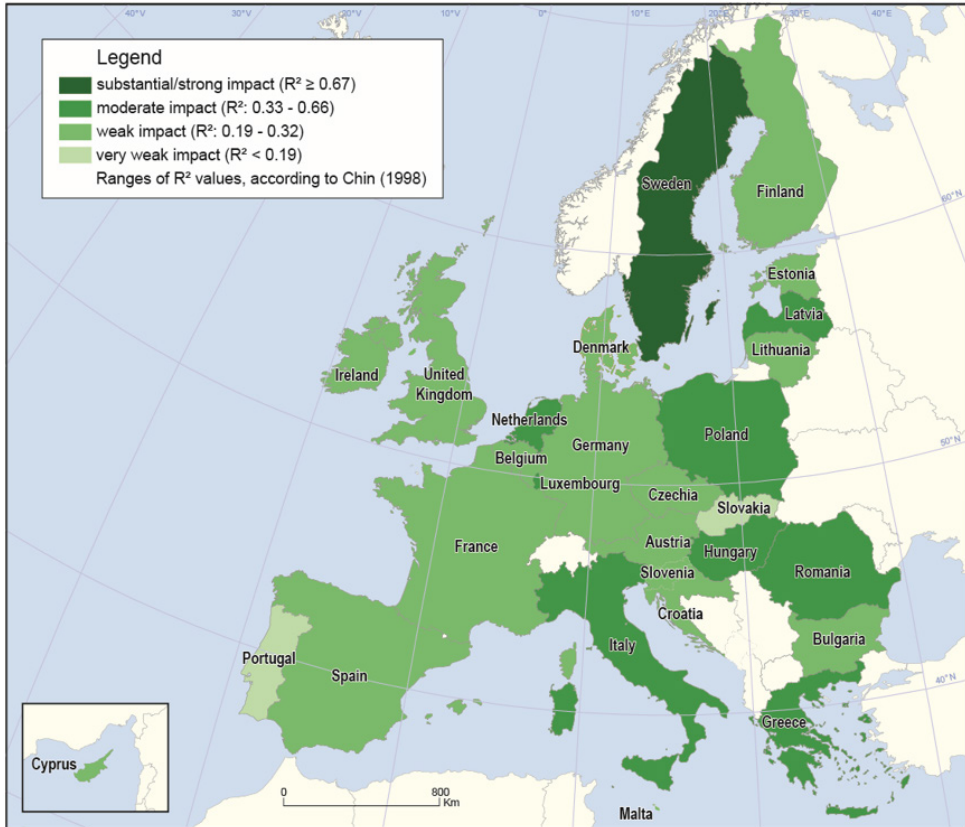 40°W
20°W
10°W
0°
10°E
20°E
30°E
40°E
Legend
substantial/strong impact (R² ≥ 0.67)
moderate impact (R²: 0.33 - 0.66)
weak impact (R²: 0.19 - 0.32)
very weak impact (R² < 0.19)
Ranges of R² values, according to Chin (1998)
Sweden
Finland
60°N
Estonia
Latvia
Lithuania
Denmark
Ireland
United
Kingdom
Netherlands
Belgium
Germany
Poland
50°N
Luxembourg
Czechia
Slovakia
France
Austria
Hungary
Slovenia
Romania
Croatia
Italy
Bulgaria
Portugal
Spain
40°N
Greece
Cyprus
0
800
Km
Malta